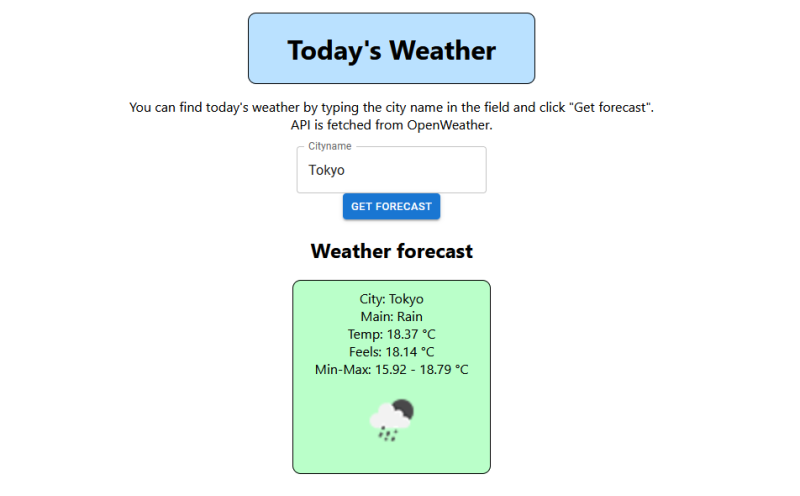 Today's Weather
You can find today's weather by typing the city name in the field and click "Get forecast".
API is fetched from OpenWeather.
Cityname
Tokyo
GET FORECAST
Weather forecast
City: Tokyo
Main: Rain
Temp: 18.37 °C
Feels: 18.14 °C
Min-Max: 15.92 - 18.79 °C